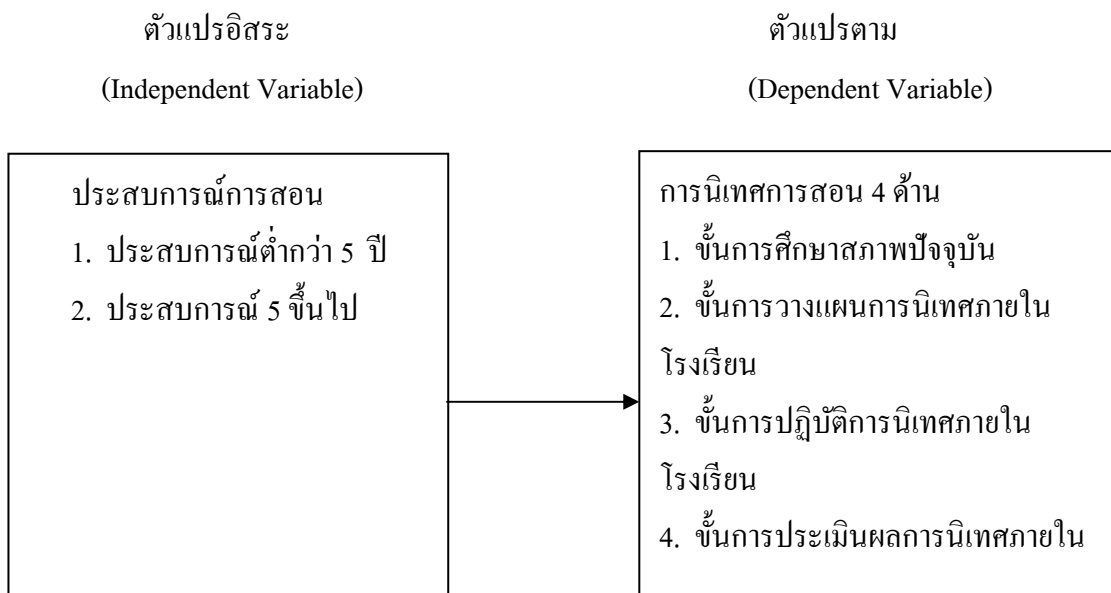 ตัวแปรอิสระ
(Independent Variable)
ประสบการณ์การสอน
1. ประสบการณ์ต่ำกว่า 5 ปี
2. ประสบการณ์ 5 ขึ้นไป
ตัวแปรตาม
(Dependent Variable)
การนิเทศการสอน 4 ด้าน
1. ขั้นการศึกษาสภาพปัจจุบัน
2. ขั้นการวางแผนการนิเทศภายใน
โรงเรียน
3. ขั้นการปฏิบัติการนิเทศภายใน
โรงเรียน
4. ขั้นการประเมินผลการนิเทศภายใน